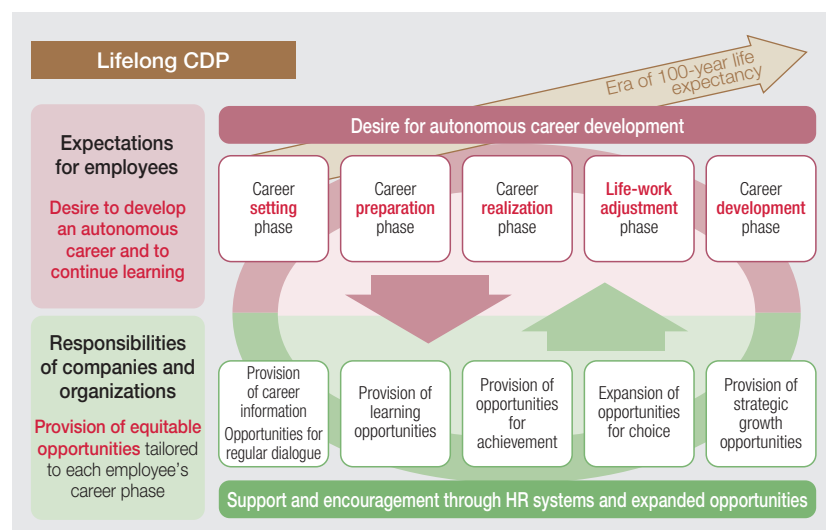 Lifelong CDP
Era of 100-year life
expectancy
Expectations
for employees
Desire to develop
an autonomous
career and to
continue learning
Desire for autonomous career development
Career
setting
phase
Career
preparation
phase
Career
realization
phase
Life-work
adjustment
phase
Career
development
phase
Responsibilities
of companies and
organizations
Provision of equitable
opportunities tailored
to each employee's
career phase
Provision
of career
information
Opportunities for
regular dialogue
Provision of
learning
opportunities
Provision of
opportunities
for
achievement
Expansion of
opportunities
for choice
Provision of
strategic
growth
opportunities
Support and encouragement through HR systems and expanded opportunities